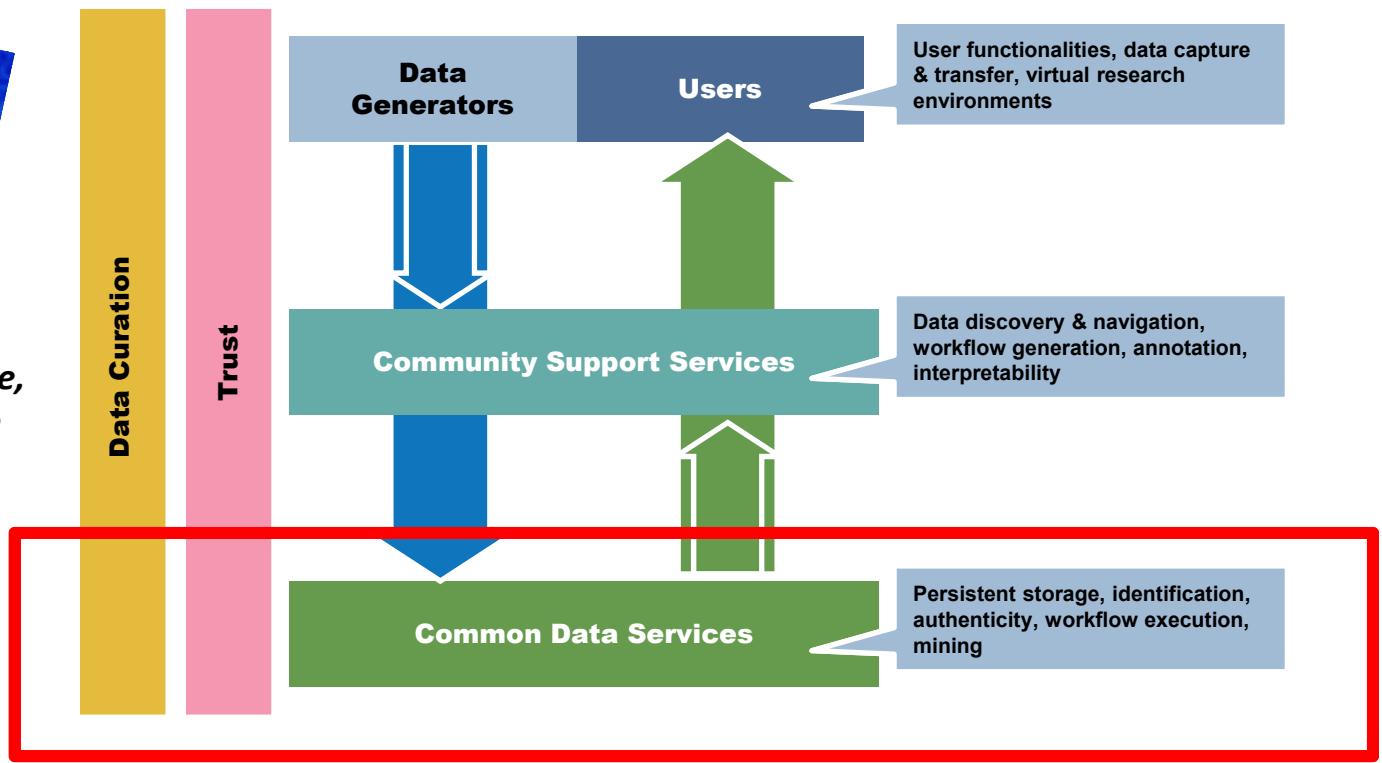 Data
Generators
Users
User functionalities, data capture
& transfer, virtual research
environments
Data Curation
Trust
Community Support Services
Data discovery & navigation,
workflow generation, annotation,
interpretability
Common Data Services
Persistent storage, identification,
authenticity, workflow execution,
mining